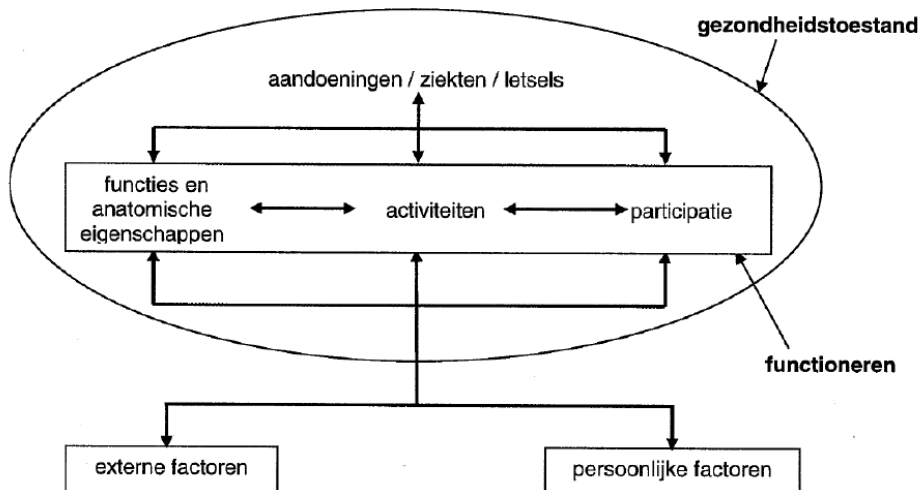 gezondheidstoestand
aandoeningen / ziekten / letsels
functies en
anatomische
eigenschappen
activiteiten
participatie
functioneren
externe factoren
persoonlijke factoren